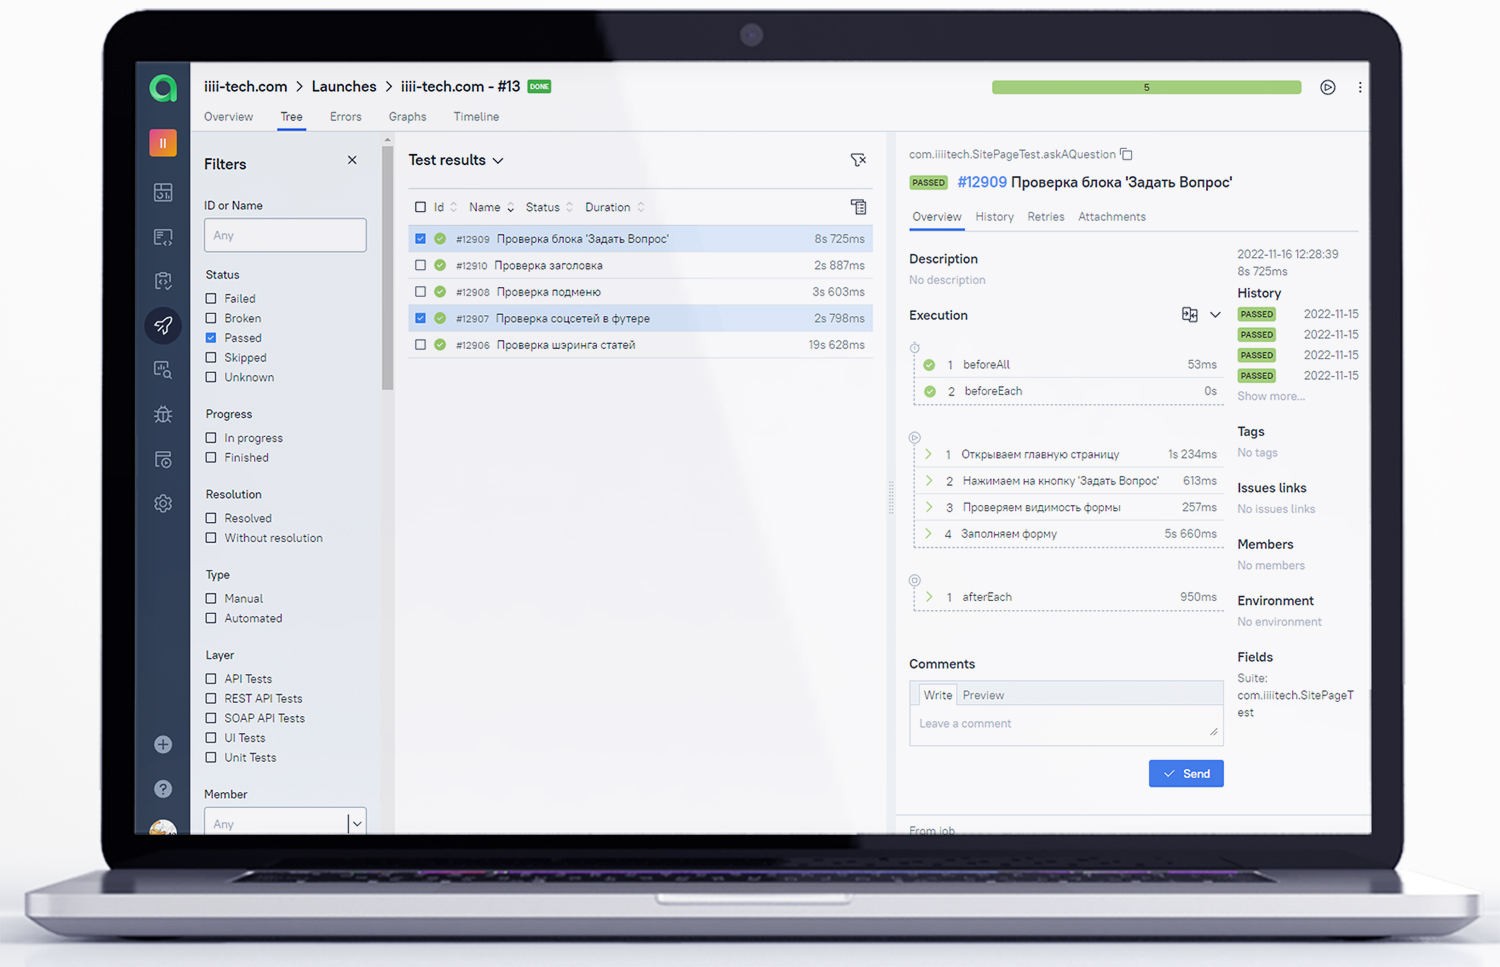 iiii-tech.com > Launches > iiii-tech.com - #13 DONE
5
Overview Tree Errors Graphs Timeline
Filters
ID or Name
Any
Status
Failed
Broken
Passed
Skipped
Unknown
Progress
In progress
Finished
Resolution
Resolved
Without resolution
Type
Manual
Automated
Layer
API Tests
REST API Tests
SOAP API Tests
UI Tests
Unit Tests
Member
Any
Test results
Id Name Status Duration
#12909 Проверка блока 'Задать Вопрос' 8s 725ms
#12910 Проверка заголовка 2s 887ms
#12908 Проверка подменю 3s 603ms
#12907 Проверка соцсетей в футере 2s 798ms
#12906 Проверка шэринга статей 19s 628ms
com.iiiitech.SitePageTest.askAQuestion
PASSED #12909 Проверка блока 'Задать Вопрос'
Overview History Retries Attachments
Description
No description
Execution
1 beforeAll 53ms
2 beforeEach 0s
1 Открываем главную страницу 1s 234ms
2 Нажимаем на кнопку 'Задать Вопрос' 613ms
3 Проверяем видимость формы 257ms
4 Заполняем форму 5s 660ms
1 afterEach 950ms
Comments
Write Preview
Leave a comment
Send
From job
2022-11-16 12:28:39
8s 725ms
History
PASSED 2022-11-15
PASSED 2022-11-15
PASSED 2022-11-15
PASSED 2022-11-15
Show more...
Tags
No tags
Issues links
No issues links
Members
No members
Environment
No environment
Fields
Suite:
com.iiiitech.SitePageT
est